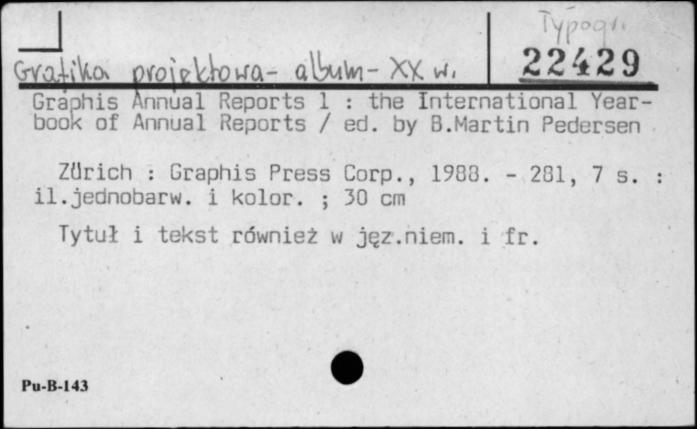 Typogr.
22429
Grafika projektowa - album - XX w.
Graphis Annual Reports 1 : the International Year-
book of Annual Reports / ed. by B.Martin Pedersen
Zürich : Graphis Press Corp., 1988. - 281, 7 s. :
il.jednobarw. i kolor. ; 30 cm
Tytuł i tekst również w jęz.niem. i fr.
Pu-B-143